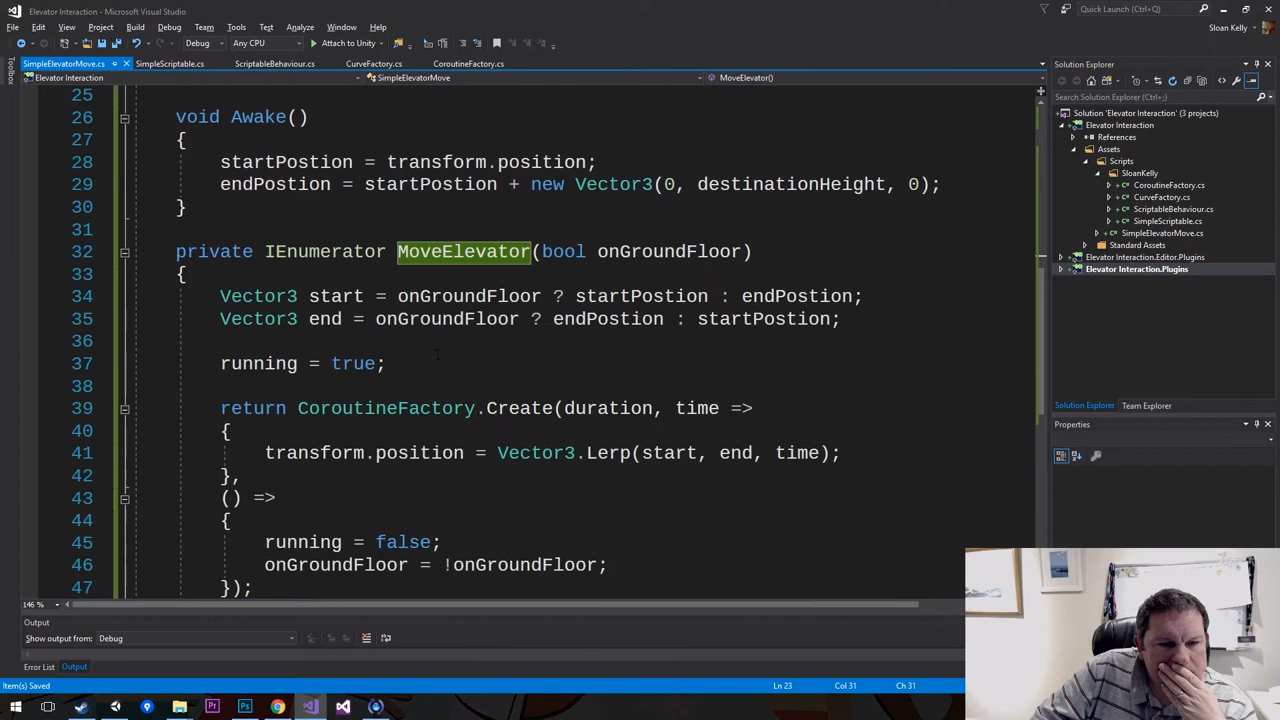 Elevator Interaction - Microsoft Visual Studio
Quick Launch (Ctrl+Q)
File Edit View Project Build Debug Team Tools Test Analyze Window Help
Sloan Kelly
Debug Any CPU Attach to Unity
Toolbox
SimpleElevatorMove.cs SimpleScriptable.cs ScriptableBehaviour.cs CurveFactory.cs CoroutineFactory.cs
Elevator Interaction SimpleElevatorMove MoveElevator()
25
26 void Awake()
27 {
28 startPostion = transform.position;
29 endPostion = startPostion + new Vector3(0, destinationHeight, 0);
30 }
31
32 private IEnumerator MoveElevator(bool onGroundFloor)
33 {
34 Vector3 start = onGroundFloor ? startPostion : endPostion;
35 Vector3 end = onGroundFloor ? endPostion : startPostion;
36
37 running = true;
38
39 return CoroutineFactory.Create(duration, time =>
40 {
41 transform.position = Vector3.Lerp(start, end, time);
42 },
43 () =>
44 {
45 running = false;
46 onGroundFloor = !onGroundFloor;
47 });
146 %
Output
Show output from: Debug
Error List Output
Item(s) Saved Ln 23 Col 31 Ch 31
Solution Explorer
Search Solution Explorer (Ctrl+;)
Solution 'Elevator Interaction' (3 projects)
Elevator Interaction
References
Assets
Scripts
SloanKelly
CoroutineFactory.cs
CurveFactory.cs
ScriptableBehaviour.cs
SimpleScriptable.cs
SimpleElevatorMove.cs
Standard Assets
Elevator Interaction.Editor.Plugins
Elevator Interaction.Plugins
Solution Explorer Team Explorer
Properties